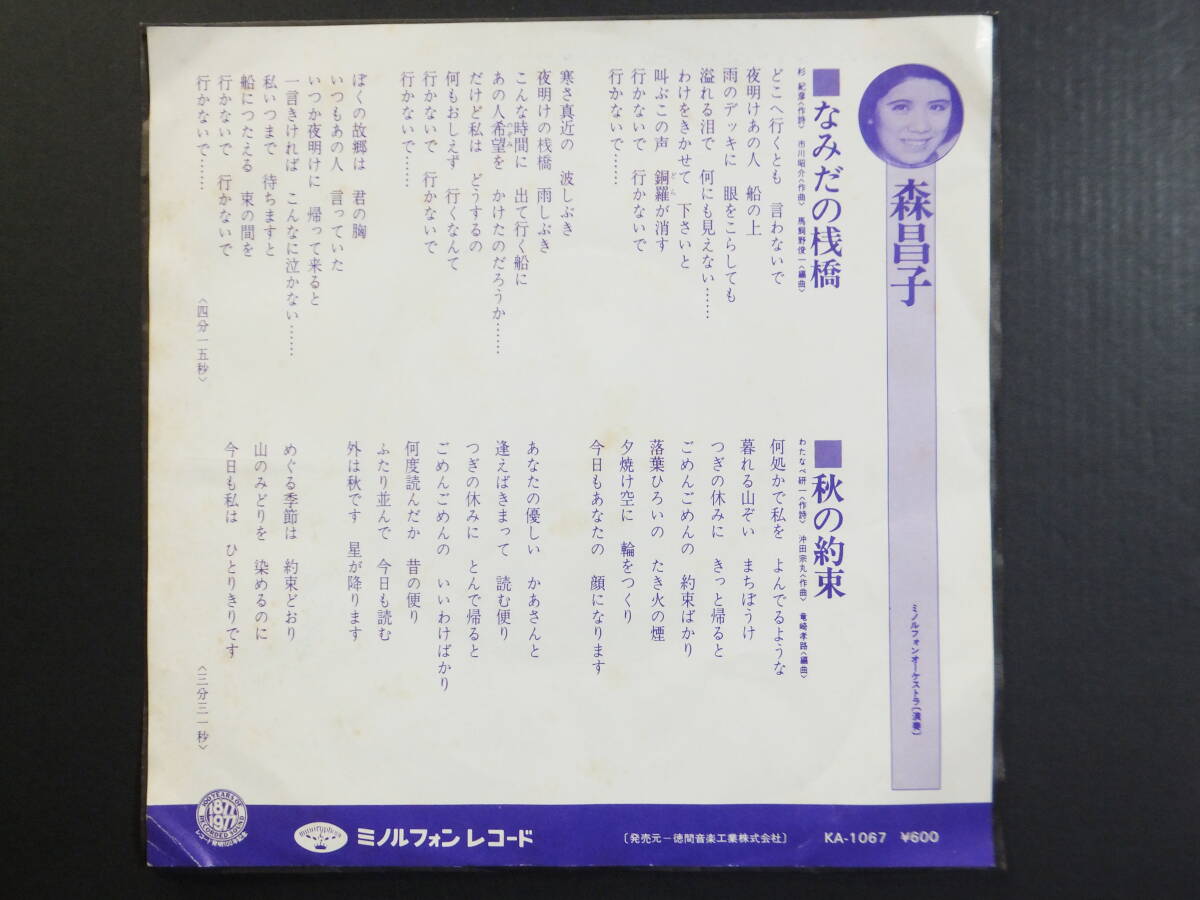 森昌子
ミノルフォンオーケストラ〔演奏〕
■なみだの桟橋
杉 紀彦〈作詩〉 市川昭介〈作曲〉 馬飼野俊一〈編曲〉
どこへ行くとも 言わないで
夜明けあの人 船の上
雨のデッキに 眼をこらしても
溢れる泪で 何にも見えない……
わけをきかせて 下さいと
叫ぶこの声 銅羅が消す
どら
行かないで 行かないで
行かないで……
寒さ真近の 波しぶき
夜明けの桟橋 雨しぶき
こんな時間に 出て行く船に
あの人希望を かけたのだろうか……
のぞみ
だけど私は どうするの
何もおしえず 行くなんて
行かないで 行かないで
行かないで……
ぼくの故郷は 君の胸
いつもあの人 言っていた
いつか夜明けに 帰って来ると
一言きければ こんなに泣かない……
私いつまで 待ちますと
船につたえる 束の間を
行かないで 行かないで
行かないで……
〈四分一五秒〉
■秋の約束
わたなべ研一〈作詩〉 沖田宗丸〈作曲〉 竜崎孝路〈編曲〉
何処かで私を よんでるような
暮れる山ぞい まちぼうけ
つぎの休みに きっと帰ると
ごめんごめんの 約束ばかり
落葉ひろいの たき火の煙
夕焼け空に 輪をつくり
今日もあなたの 顔になります
あなたの優しい かあさんと
逢えばきまって 読む便り
つぎの休みに とんで帰ると
ごめんごめんの いいわけばかり
何度読んだか 昔の便り
ふたり並んで 今日も読む
外は秋です 星が降ります
めぐる季節は 約束どおり
山のみどりを 染めるのに
今日も私は ひとりきりです
〈三分三一秒〉
100 YEARS OF
1877
1977
RECORDED SOUND
レコード発明100年記念
minoruphone
ミノルフォン レコード
〔発売元－徳間音楽工業株式会社〕
KA-1067 ¥600